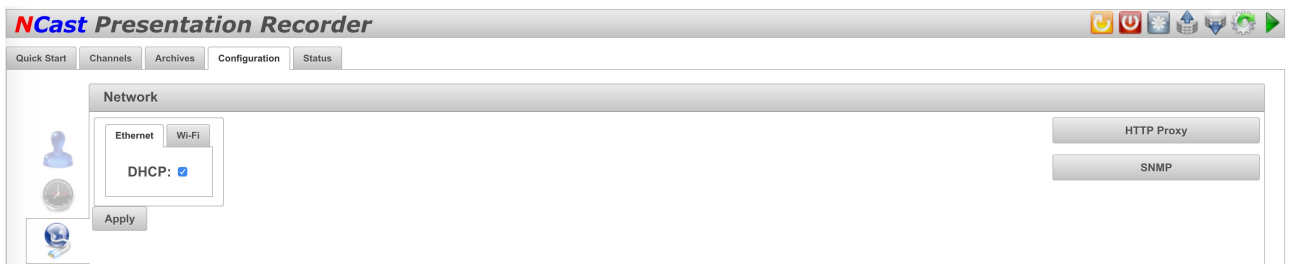 NCast Presentation Recorder
Quick Start Channels Archives Configuration Status
Network
Ethernet Wi-Fi
DHCP:
Apply
HTTP Proxy
SNMP